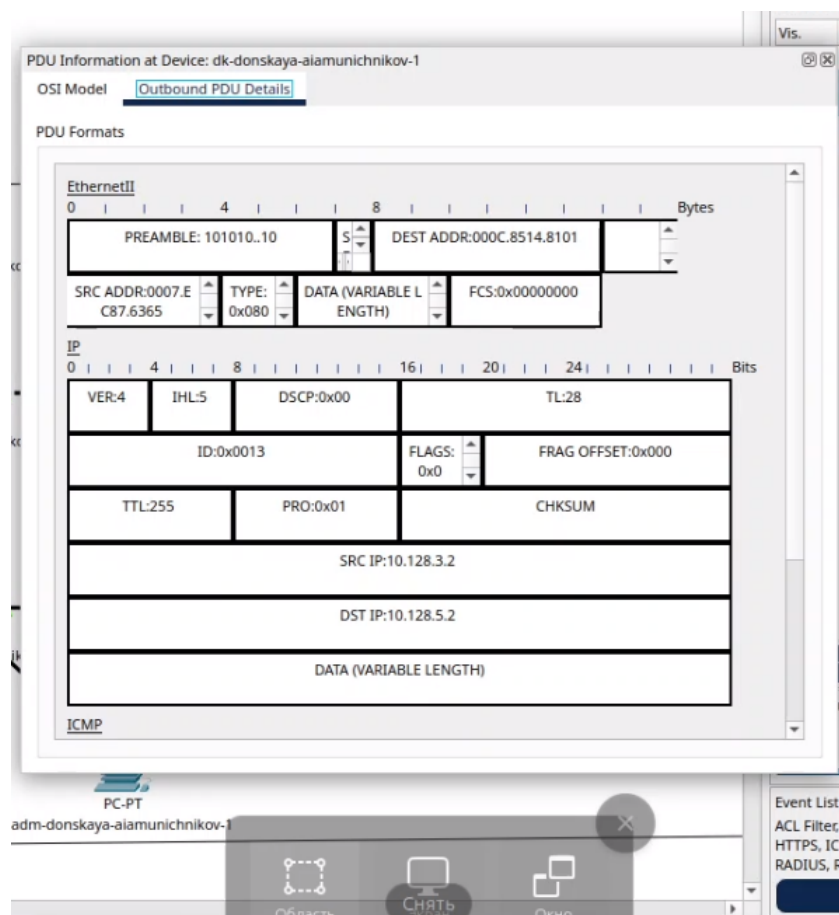 Vis.
PDU Information at Device: dk-donskaya-aiamunichnikov-1
OSI Model Outbound PDU Details
PDU Formats
EthernetII
0 4 8 Bytes
PREAMBLE: 101010..10 S DEST ADDR:000C.8514.8101
SRC ADDR:0007.E
C87.6365
TYPE:
0x080
DATA (VARIABLE L
ENGTH)
FCS:0x00000000
IP
0 4 8 16 20 24 Bits
VER:4 IHL:5 DSCP:0x00 TL:28
ID:0x0013 FLAGS:
0x0
FRAG OFFSET:0x000
TTL:255 PRO:0x01 CHKSUM
SRC IP:10.128.3.2
DST IP:10.128.5.2
DATA (VARIABLE LENGTH)
ICMP
PC-PT
adm-donskaya-aiamunichnikov-1
Event List
ACL Filter,
HTTPS, IC
RADIUS, R
Снять
Область
Окно